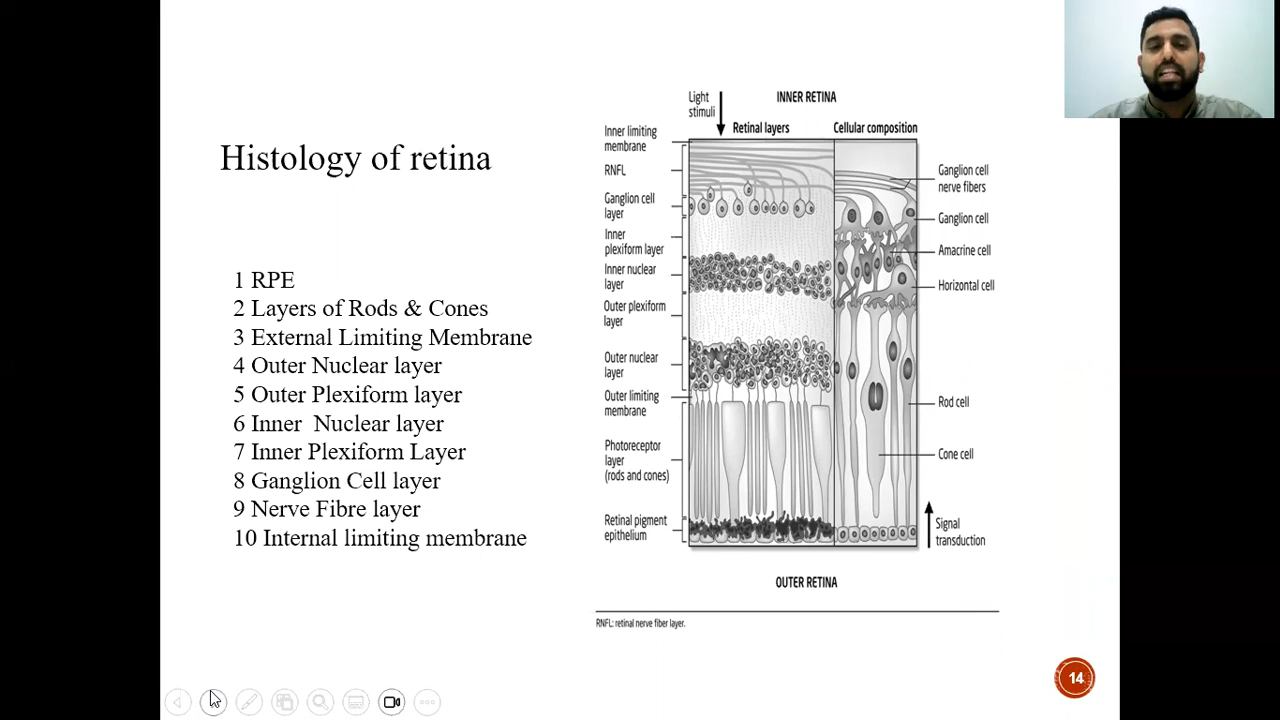 Histology of retina
1 RPE
2 Layers of Rods & Cones
3 External Limiting Membrane
4 Outer Nuclear layer
5 Outer Plexiform layer
6 Inner  Nuclear layer
7 Inner Plexiform Layer
8 Ganglion Cell layer
9 Nerve Fibre layer
10 Internal limiting membrane
Light
stimuli
INNER RETINA
Retinal layers
Cellular composition
Inner limiting
membrane
RNFL
Ganglion cell
layer
Inner
plexiform layer
Inner nuclear
layer
Outer plexiform
layer
Outer nuclear
layer
Outer limiting
membrane
Photoreceptor
layer
(rods and cones)
Retinal pigment
epithelium
Ganglion cell
nerve fibers
Ganglion cell
Amacrine cell
Horizontal cell
Rod cell
Cone cell
Signal
transduction
OUTER RETINA
RNFL: retinal nerve fiber layer.
14